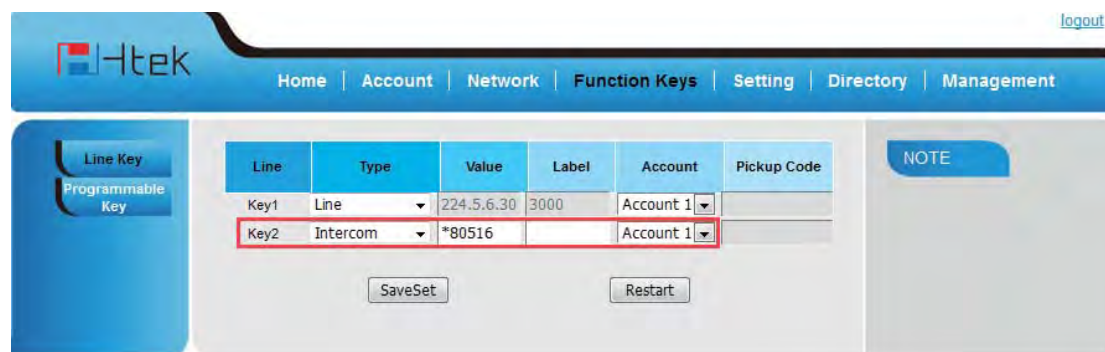 logout
Htek
Home | Account | Network | Function Keys | Setting | Directory | Management
Line Key
Programmable Key
NOTE
Line Type Value Label Account Pickup Code
Key1 Line 224.5.6.30 3000 Account 1
Key2 Intercom *80516 Account 1
SaveSet Restart